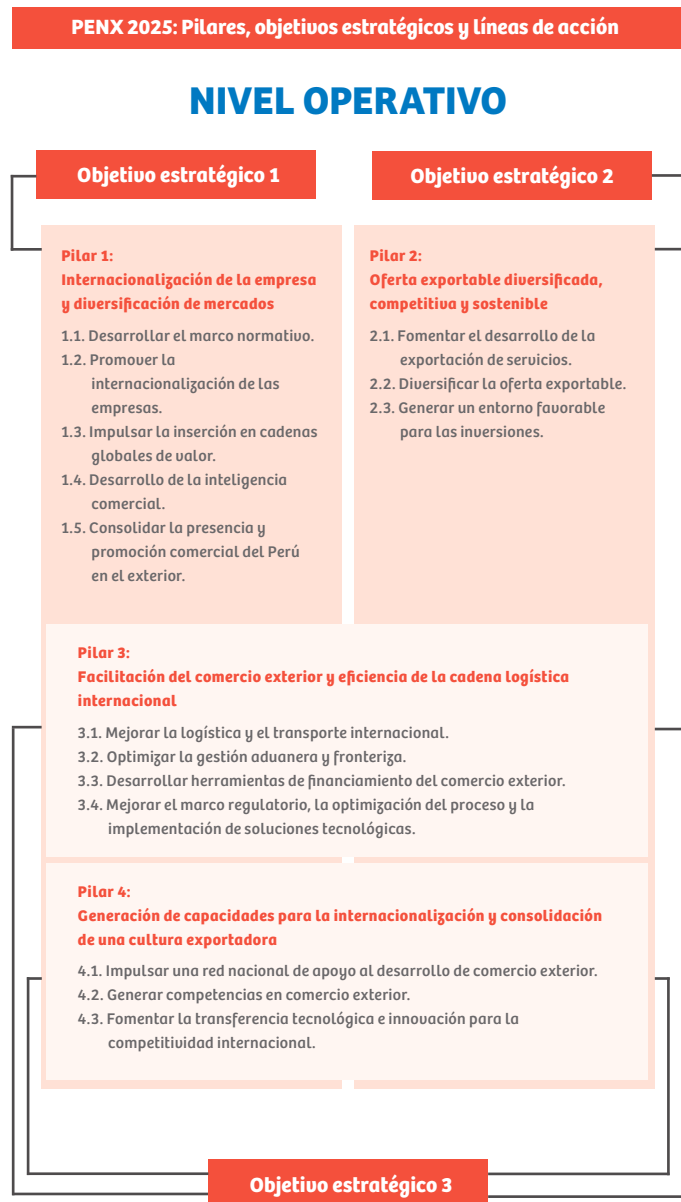 PENX 2025: Pilares, objetivos estratégicos y líneas de acción
NIVEL OPERATIVO
Objetivo estratégico 1
Objetivo estratégico 2
Pilar 1:
Internacionalización de la empresa
y diversificación de mercados
1.1. Desarrollar el marco normativo.
1.2. Promover la
internacionalización de las
empresas.
1.3. Impulsar la inserción en cadenas
globales de valor.
1.4. Desarrollo de la inteligencia
comercial.
1.5. Consolidar la presencia y
promoción comercial del Perú
en el exterior.
Pilar 2:
Oferta exportable diversificada,
competitiva y sostenible
2.1. Fomentar el desarrollo de la
exportación de servicios.
2.2. Diversificar la oferta exportable.
2.3. Generar un entorno favorable
para las inversiones.
Pilar 3:
Facilitación del comercio exterior y eficiencia de la cadena logística
internacional
3.1. Mejorar la logística y el transporte internacional.
3.2. Optimizar la gestión aduanera y fronteriza.
3.3. Desarrollar herramientas de financiamiento del comercio exterior.
3.4. Mejorar el marco regulatorio, la optimización del proceso y la
implementación de soluciones tecnológicas.
Pilar 4:
Generación de capacidades para la internacionalización y consolidación
de una cultura exportadora
4.1. Impulsar una red nacional de apoyo al desarrollo de comercio exterior.
4.2. Generar competencias en comercio exterior.
4.3. Fomentar la transferencia tecnológica e innovación para la
competitividad internacional.
Objetivo estratégico 3